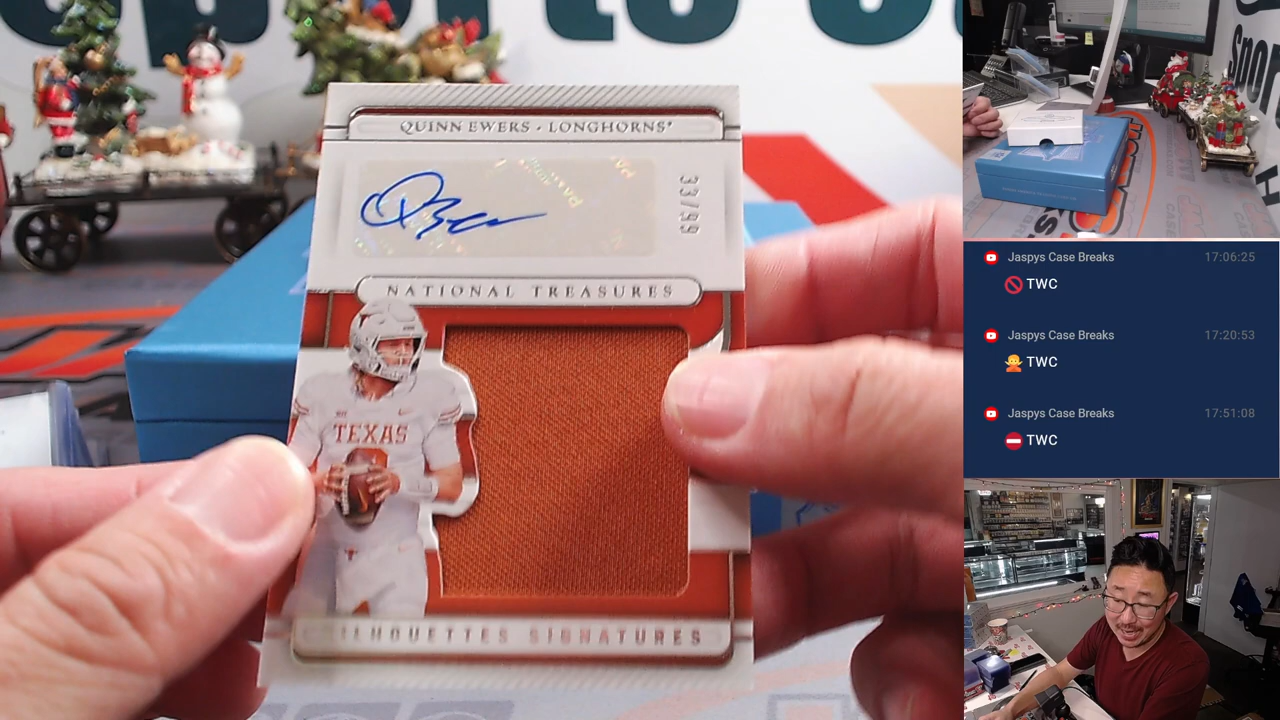 QUINN EWERS • LONGHORNS®
33/99
NATIONAL TREASURES
TEXAS
SILHOUETTES SIGNATURES
Jaspys Case Breaks 17:06:25
🚫 TWC
Jaspys Case Breaks 17:20:53
🙅 TWC
Jaspys Case Breaks 17:51:08
⛔ TWC